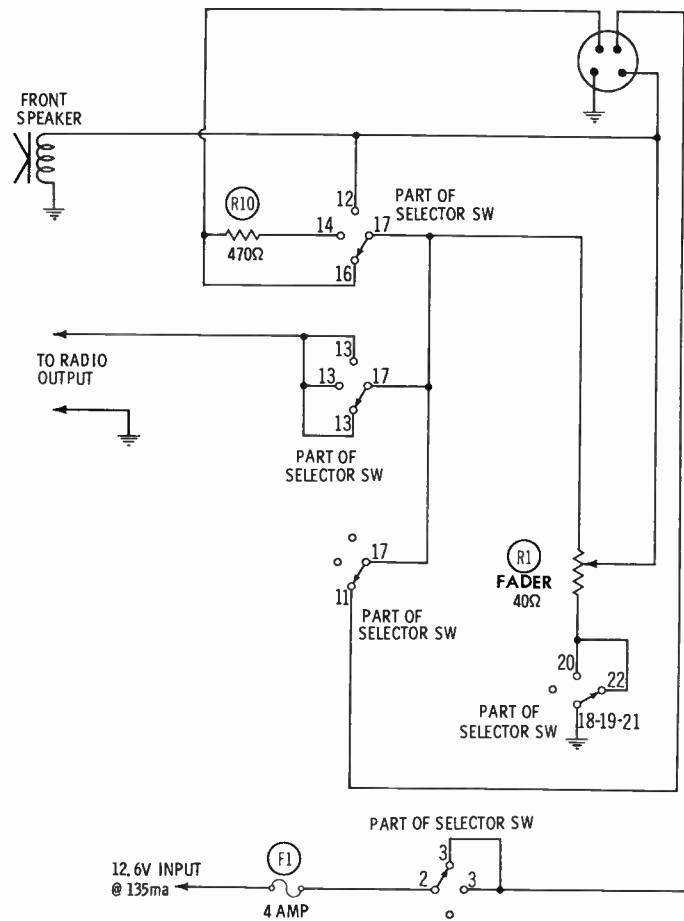 FRONT
SPEAKER
R10
470Ω
12
14
17
16
PART OF
SELECTOR SW
TO RADIO
OUTPUT
13
13
17
13
PART OF
SELECTOR SW
17
11
PART OF
SELECTOR SW
R1
FADER
40Ω
20
22
18-19-21
PART OF
SELECTOR SW
PART OF SELECTOR SW
12.6V INPUT
@ 135ma
F1
4 AMP
3
2
3